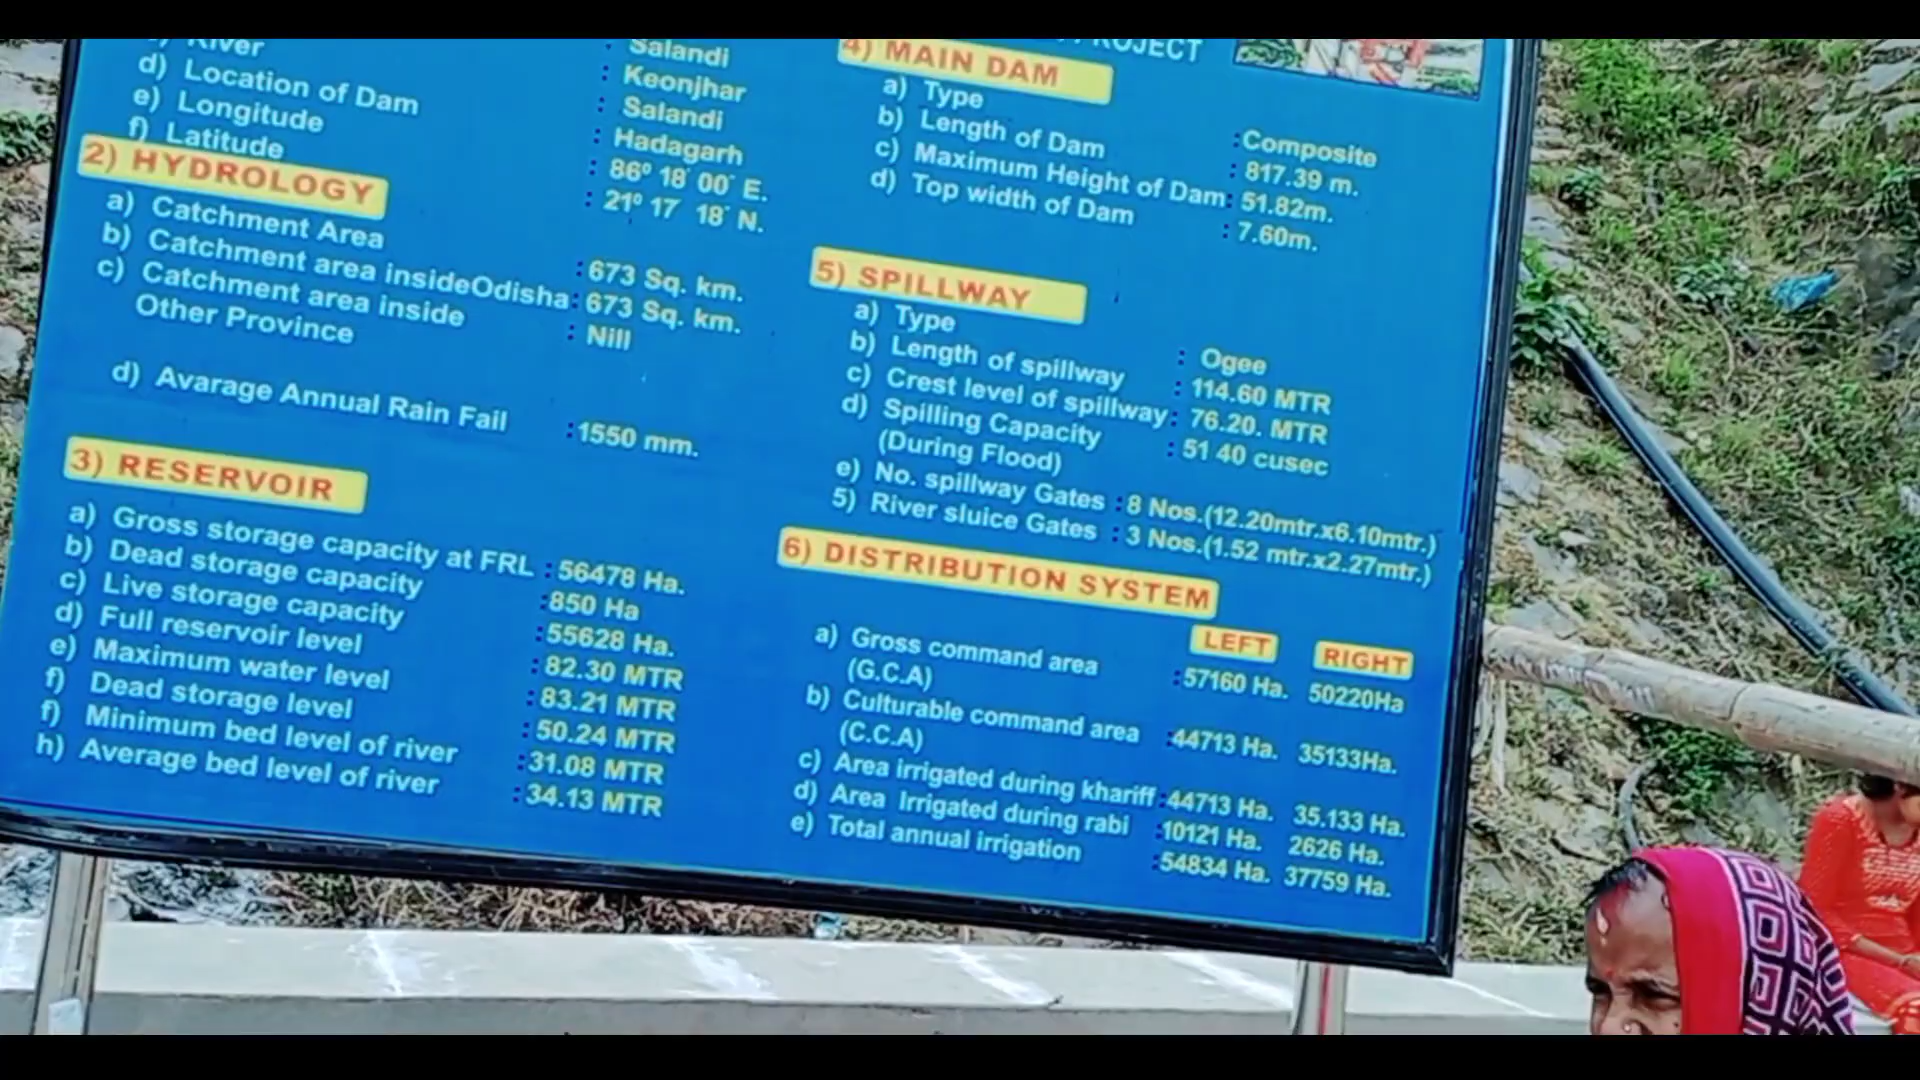 River : Salandi
Keonjhar
d) Location of Dam : Salandi
e) Longitude : Hadagarh
f) Latitude : 86º 18' 00" E.
: 21º 17' 18" N.
2) HYDROLOGY
a) Catchment Area : 673 Sq. km.
b) Catchment area insideOdisha : 673 Sq. km.
c) Catchment area inside : Nill
Other Province
d) Avarage Annual Rain Fail : 1550 mm.
3) RESERVOIR
a) Gross storage capacity at FRL : 56478 Ha.
b) Dead storage capacity : 850 Ha
c) Live storage capacity : 55628 Ha.
d) Full reservoir level : 82.30 MTR
e) Maximum water level : 83.21 MTR
f) Dead storage level : 50.24 MTR
f) Minimum bed level of river : 31.08 MTR
h) Average bed level of river : 34.13 MTR
PROJECT
4) MAIN DAM
a) Type : Composite
b) Length of Dam : 817.39 m.
c) Maximum Height of Dam : 51.82m.
d) Top width of Dam : 7.60m.
5) SPILLWAY
a) Type : Ogee
b) Length of spillway : 114.60 MTR
c) Crest level of spillway : 76.20. MTR
d) Spilling Capacity : 51 40 cusec
(During Flood)
e) No. spillway Gates : 8 Nos.(12.20mtr.x6.10mtr.)
5) River sluice Gates : 3 Nos.(1.52 mtr.x2.27mtr.)
6) DISTRIBUTION SYSTEM
LEFT RIGHT
a) Gross command area : 57160 Ha. 50220Ha
(G.C.A)
b) Culturable command area : 44713 Ha. 35133Ha.
(C.C.A)
c) Area irrigated during khariff : 44713 Ha. 35.133 Ha.
d) Area Irrigated during rabi : 10121 Ha. 2626 Ha.
e) Total annual irrigation : 54834 Ha. 37759 Ha.